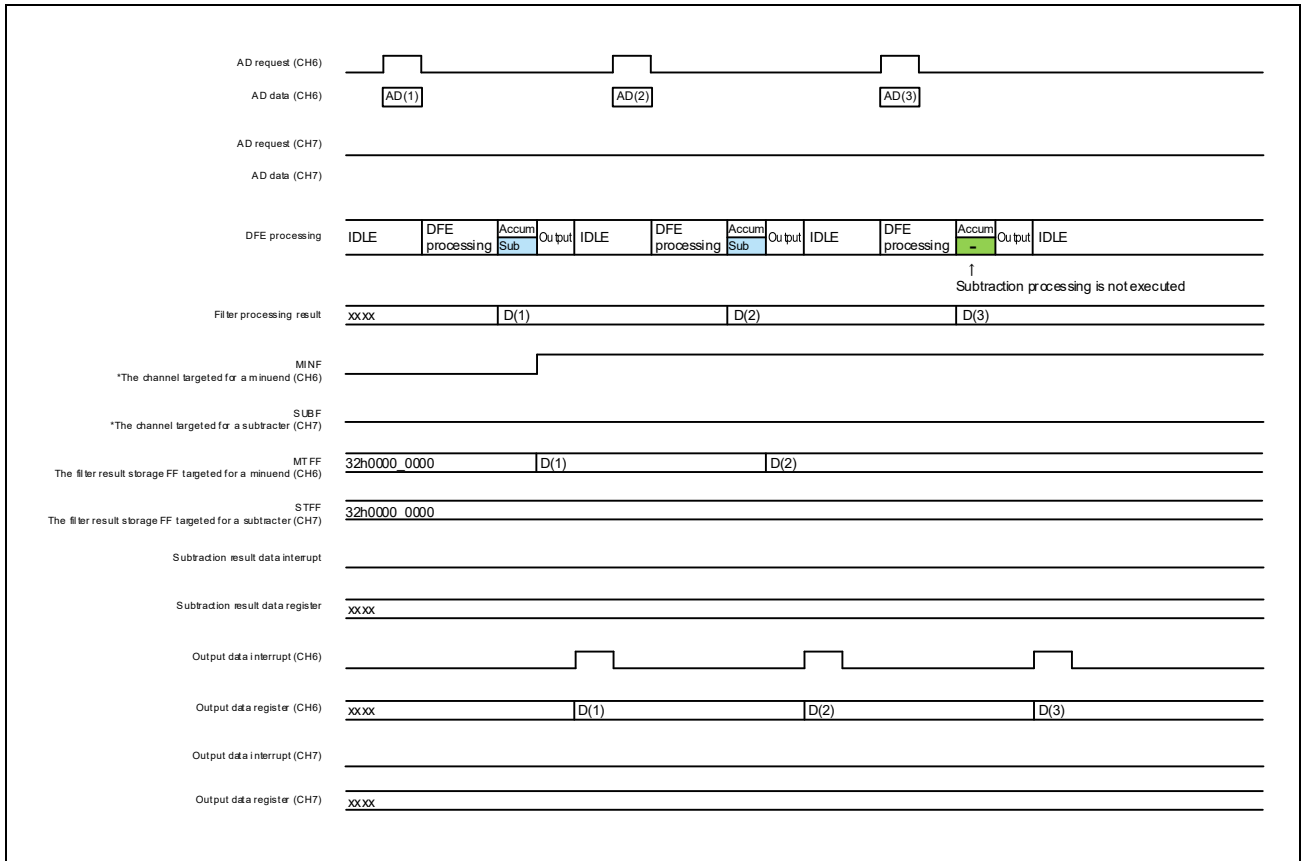 AD request (CH6)
AD data (CH6) AD(1) AD(2) AD(3)
AD request (CH7)
AD data (CH7)
DFE processing
IDLE DFE processing Accum Sub Output IDLE DFE processing Accum Sub Output IDLE DFE processing Accum - Output IDLE
↑
Subtraction processing is not executed
Filter processing result xxxx D(1) D(2) D(3)
MINF
*The channel targeted for a minuend (CH6)
SUBF
*The channel targeted for a subtracter (CH7)
MTFF
The filter result storage FF targeted for a minuend (CH6)
32h0000_0000 D(1) D(2)
STFF
The filter result storage FF targeted for a subtracter (CH7)
32h0000_0000
Subtraction result data interrupt
Subtraction result data register xxxx
Output data interrupt (CH6)
Output data register (CH6) xxxx D(1) D(2) D(3)
Output data interrupt (CH7)
Output data register (CH7) xxxx